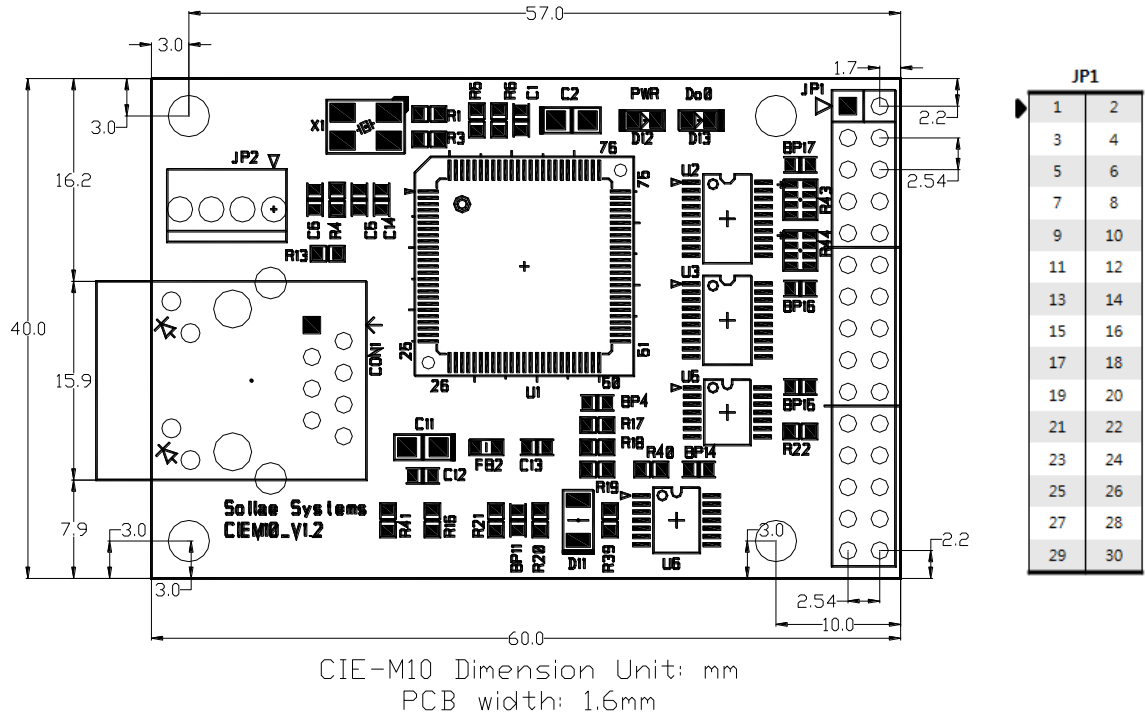 57.0
3.0
1.7
JP1
JP1
1 2
3 4
5 6
7 8
9 10
11 12
13 14
15 16
17 18
19 20
21 22
23 24
25 26
27 28
29 30
3.0
2.2
2.54
R5 R6 C1 C2 PWR Do0
X1 R1
R3
D12 D13
76
BP17
JP2
75
U2
R43
16.2
C6 R4 C5 C14
R44
R13
U3
BP16
40.0
CON1
25
51
15.9
26
U1
50
U5
BP4
BP15
C11
R17
R18
R22
FB2 C13
R40 BP14
C12
R19
Sollae Systems
CIEM10_V1.2
7.9
3.0
3.0
R41 R16 R21 BP11 R20 D11 R39 U6
3.0
2.2
2.54
10.0
60.0
CIE-M10 Dimension Unit: mm
PCB width: 1.6mm